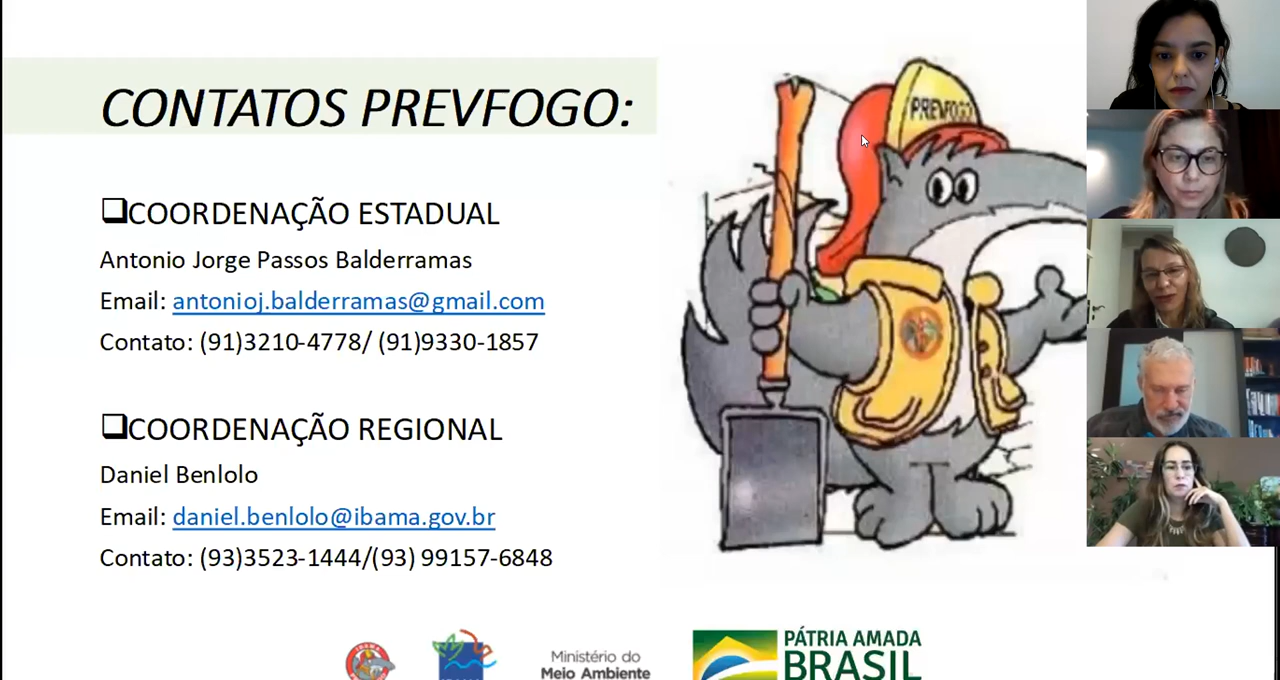 CONTATOS PREVFOGO:
PREVFOGO
COORDENAÇÃO ESTADUAL
Antonio Jorge Passos Balderramas
Email: antonioj.balderramas@gmail.com
Contato: (91)3210-4778/ (91)9330-1857
COORDENAÇÃO REGIONAL
Daniel Benlolo
Email: daniel.benlolo@ibama.gov.br
Contato: (93)3523-1444/(93) 99157-6848
IBAMA
Ministério do
Meio Ambiente
PÁTRIA AMADA
BRASIL